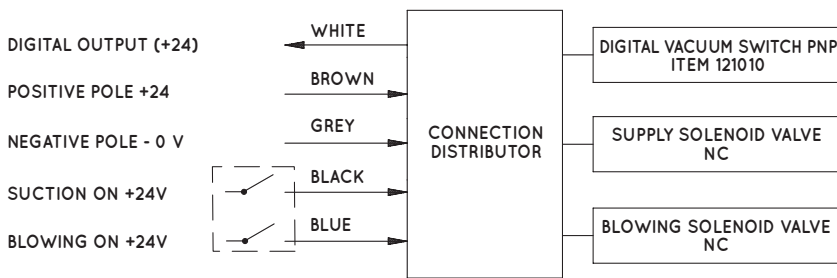 DIGITAL OUTPUT (+24)
WHITE
POSITIVE POLE +24
BROWN
NEGATIVE POLE - 0 V
GREY
SUCTION ON +24V
BLACK
BLOWING ON +24V
BLUE
CONNECTION
DISTRIBUTOR
DIGITAL VACUUM SWITCH PNP
ITEM 121010
SUPPLY SOLENOID VALVE
NC
BLOWING SOLENOID VALVE
NC